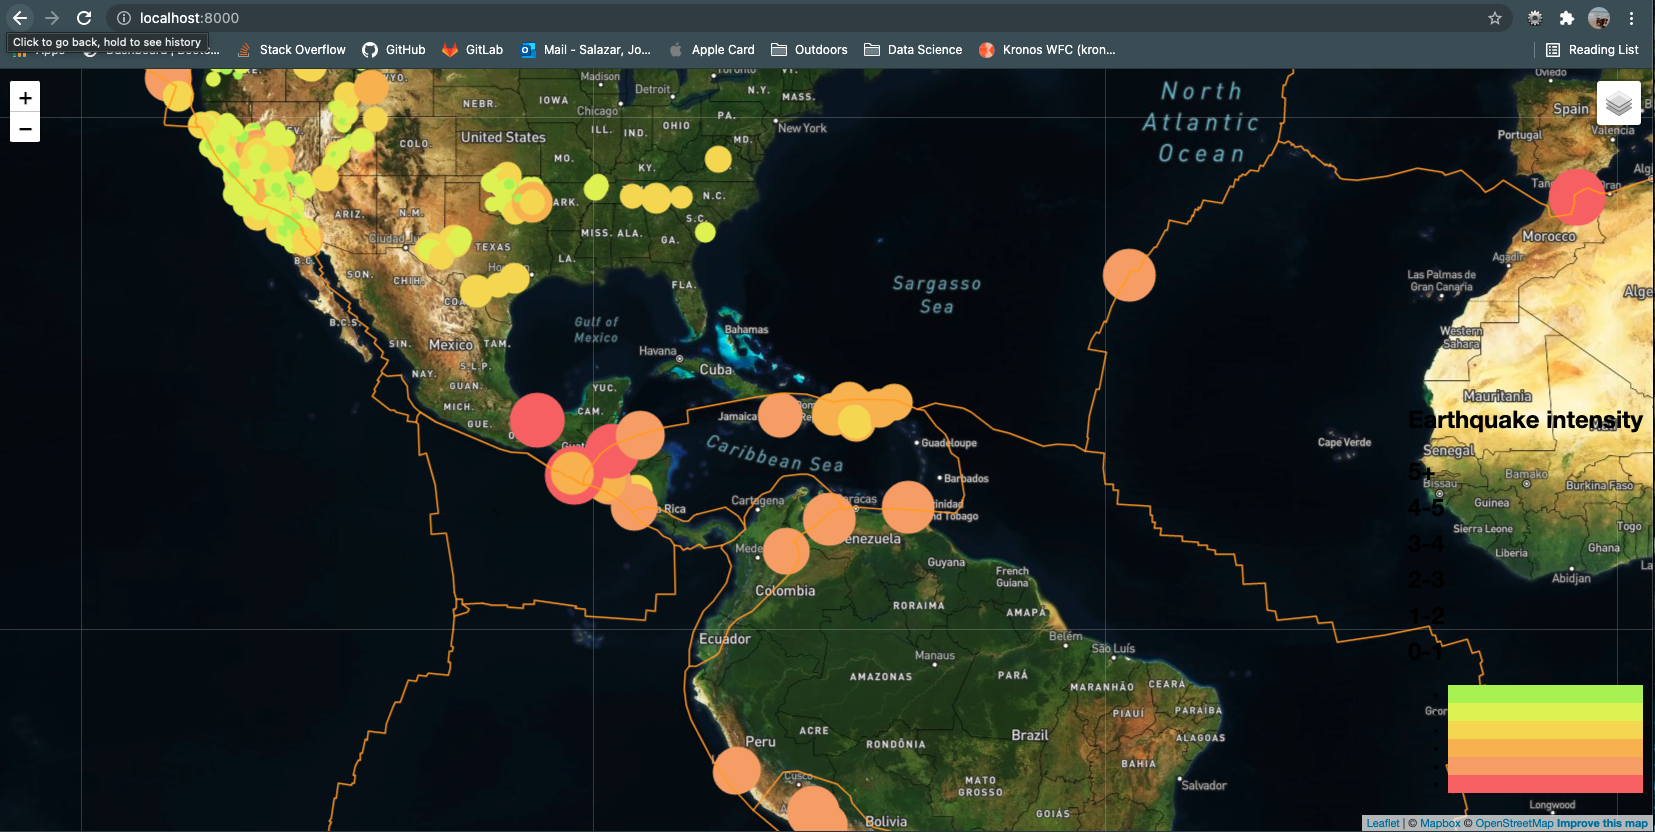 localhost:8000
Click to go back, hold to see history
Stack Overflow
GitHub
GitLab
Mail - Salazar, Jo...
Apple Card
Outdoors
Data Science
Kronos WFC (kron...
Reading List
+
−
Madison
Toronto
Detroit
Chicago
NEBR.
IOWA
ILL.
IND.
OHIO
PA.
N.Y.
MASS.
New York
MD.
United States
COLO.
MO.
KY.
N.C.
S.C.
ARK.
ARIZ.
N.M.
TEXAS
MISS.
ALA.
GA.
LA.
FLA.
B.C.
SON.
CHIH.
B.C.S.
SIN.
Mexico
TAM.
NAY.
S.L.P.
GUAN.
MICH.
GUE.
YUC.
CAM.
Gulf of
Mexico
Havana
Bahamas
Cuba
Jamaica
Caribbean Sea
Guadeloupe
Barbados
Cartagena
Colombia
Guyana
French
Guiana
RORAIMA
AMAPÁ
Ecuador
Manaus
Belém
São Luís
AMAZONAS
PARÁ
MARANHÃO
CEARÁ
PIAUÍ
PARAÍBA
ALAGOAS
ACRE
RONDÔNIA
Peru
Brazil
BAHIA
Cusco
MATO
GROSSO
Salvador
GOIÁS
Bolivia
North
Atlantic
Ocean
Sargasso
Sea
Oviedo
Spain
Portugal
Valencia
Morocco
Agadir
Las Palmas de
Gran Canaria
Western
Sahara
Mauritania
Cape Verde
Senegal
Bissau
Bamako
Burkina Faso
Guinea
Sierra Leone
Togo
Ghana
Liberia
Abidjan
Longwood
Earthquake intensity
5+
4-5
3-4
2-3
1-2
0-1
Leaflet | © Mapbox © OpenStreetMap Improve this map